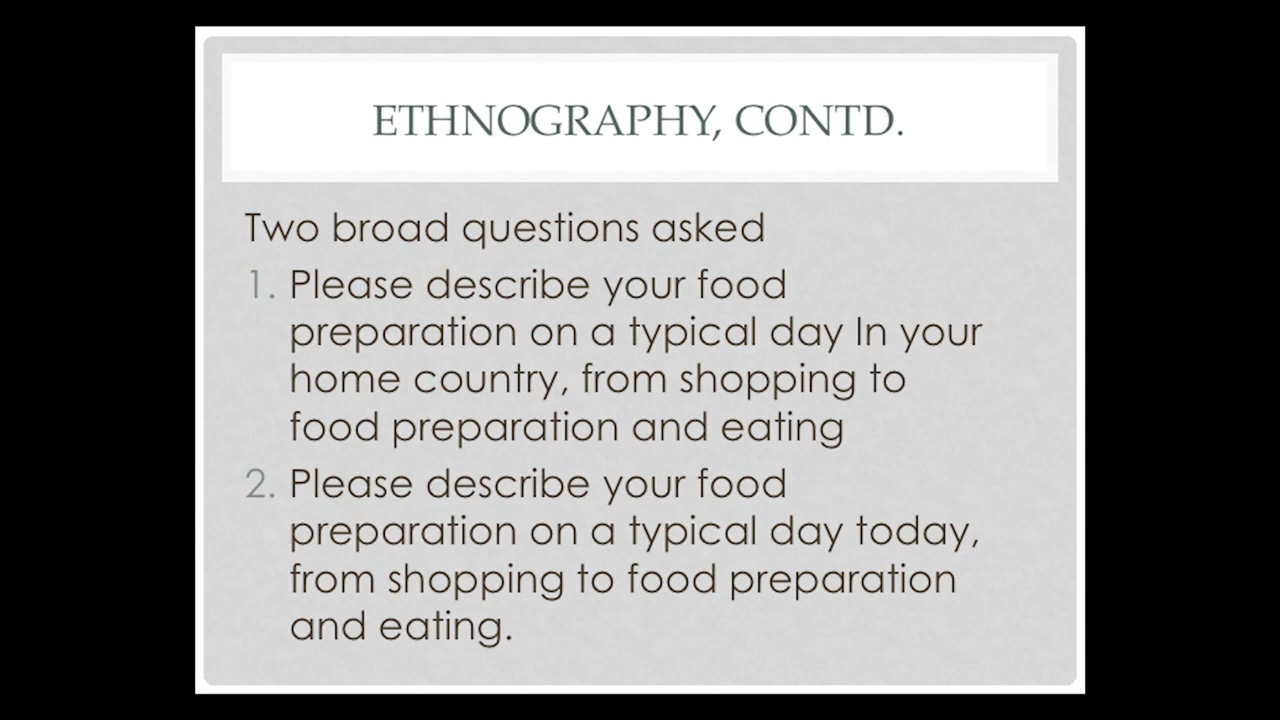 ETHNOGRAPHY, CONTD.
Two broad questions asked
1. Please describe your food
preparation on a typical day In your
home country, from shopping to
food preparation and eating
2. Please describe your food
preparation on a typical day today,
from shopping to food preparation
and eating.